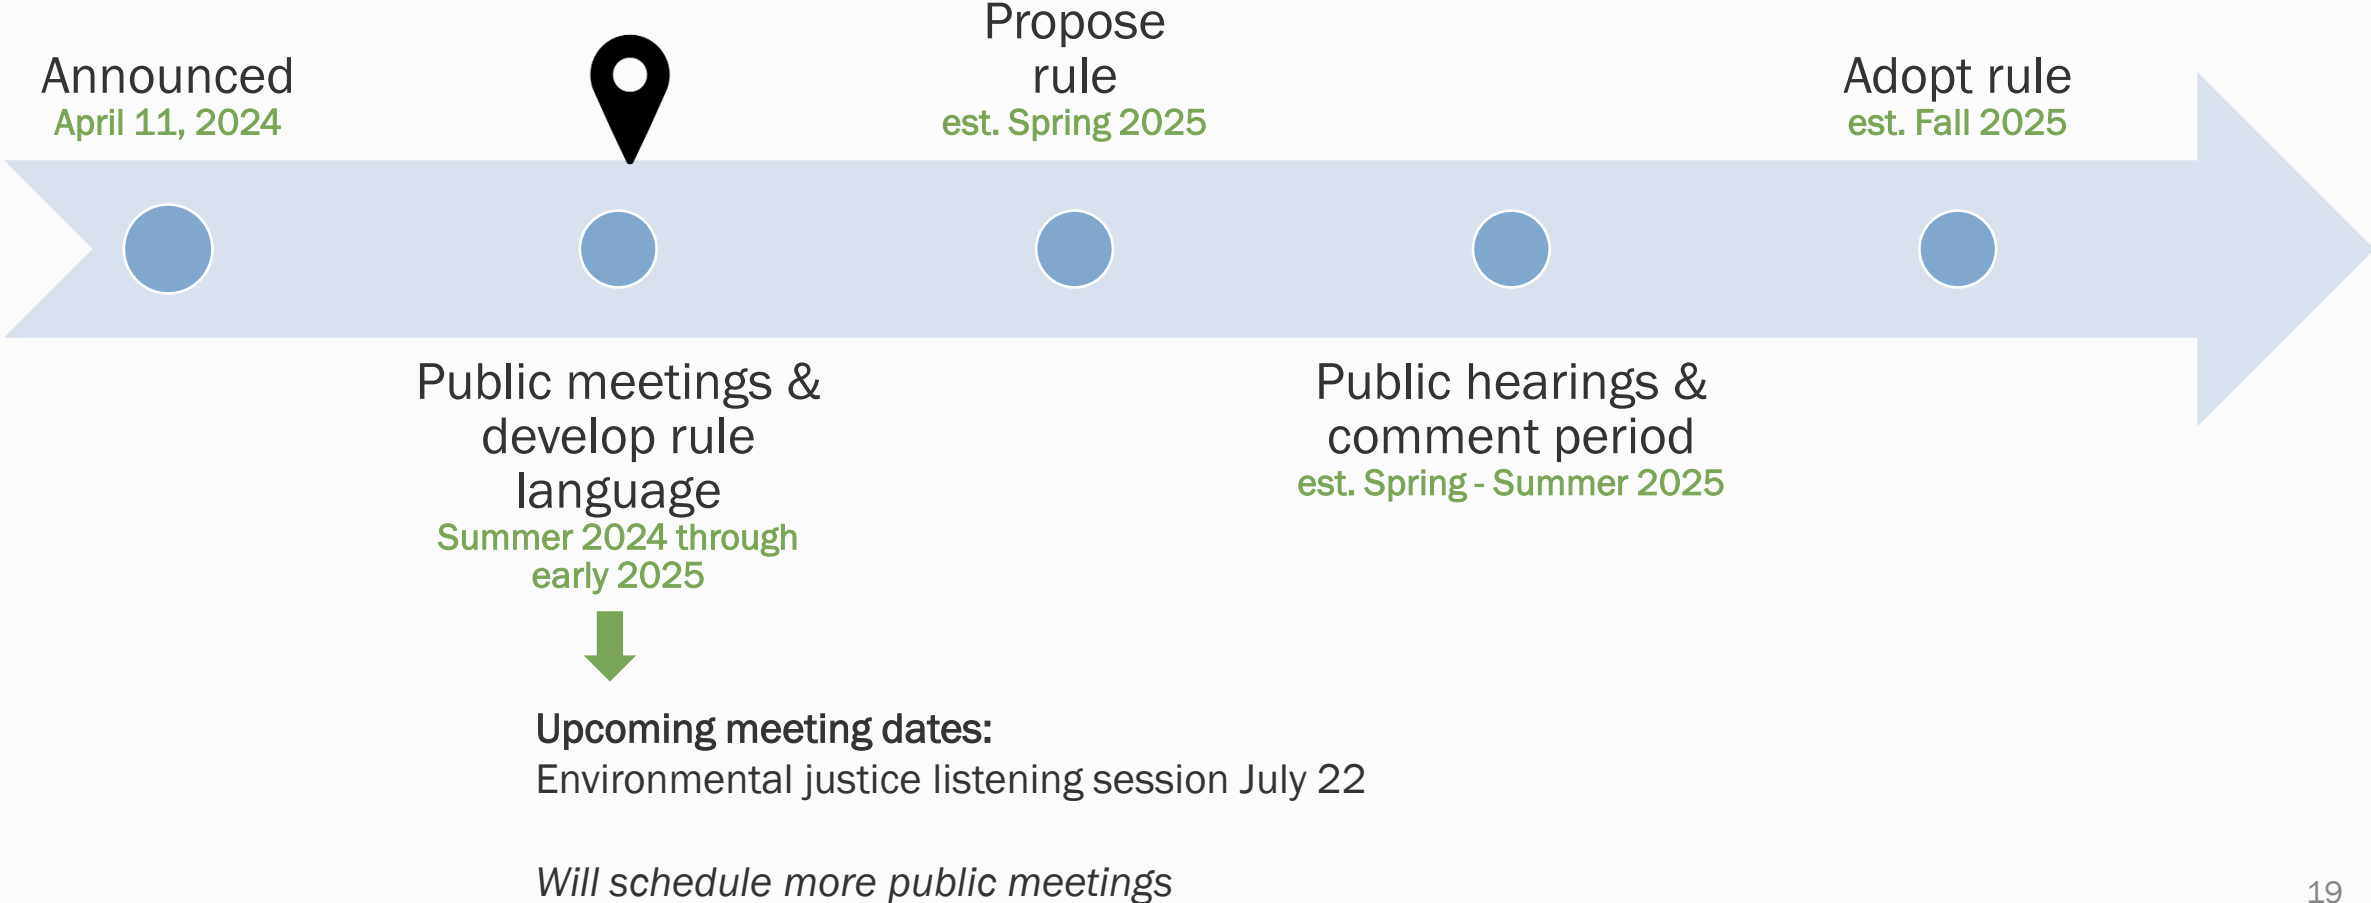 Announced
April 11, 2024
Propose
rule
est. Spring 2025
Adopt rule
est. Fall 2025
Public meetings &
develop rule
language
Summer 2024 through
early 2025
Public hearings &
comment period
est. Spring - Summer 2025
Upcoming meeting dates:
Environmental justice listening session July 22
Will schedule more public meetings
19